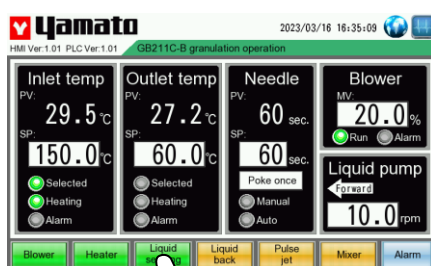 Yamato
2023/03/16 16:35:09
HMI Ver:1.01 PLC Ver:1.01
GB211C-B granulation operation
Inlet temp
PV:
29.5℃
SP:
150.0℃
Selected
Heating
Alarm
Outlet temp
PV:
27.2℃
SP:
60.0℃
Selected
Heating
Alarm
Needle
PV:
60 sec.
SP:
60 sec.
Poke once
Manual
Auto
Blower
MV:
20.0%
Run Alarm
Liquid pump
Forward
10.0 rpm
Blower
Heater
Liquid
Liquid
back
Pulse
jet
Mixer
Alarm